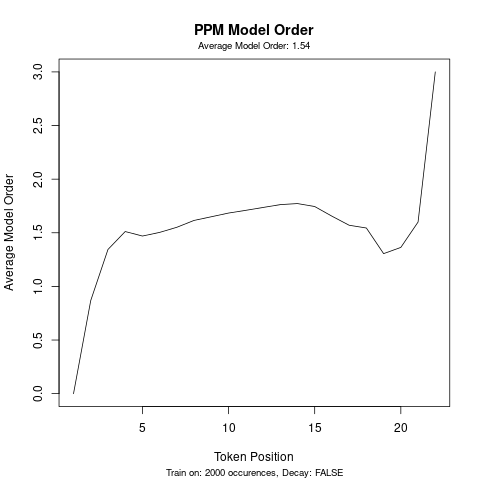 PPM Model Order
Average Model Order: 1.54
Average Model Order
3.0
2.5
2.0
1.5
1.0
0.5
0.0
5 10 15 20
Token Position
Train on: 2000 occurences, Decay: FALSE